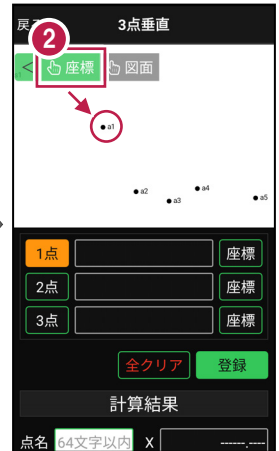 戻 3点垂直
2
< 座標 図面
a1
a1
a2 a4
a3 a5
1点 座標
2点 座標
3点 座標
全クリア 登録
計算結果
点名 64文字以内 X ------.----